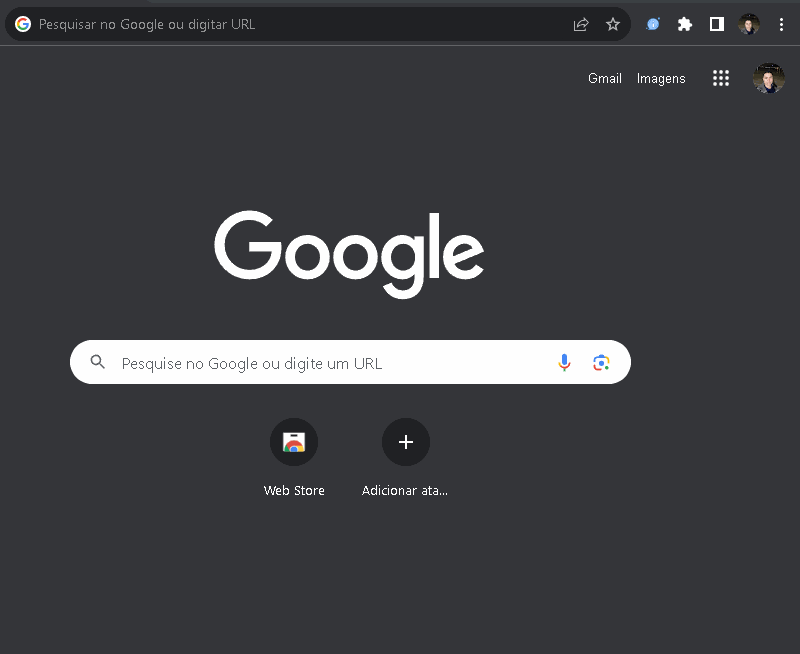 Pesquisar no Google ou digitar URL
Gmail
Imagens
Google
Pesquise no Google ou digite um URL
Web Store
Adicionar ata...